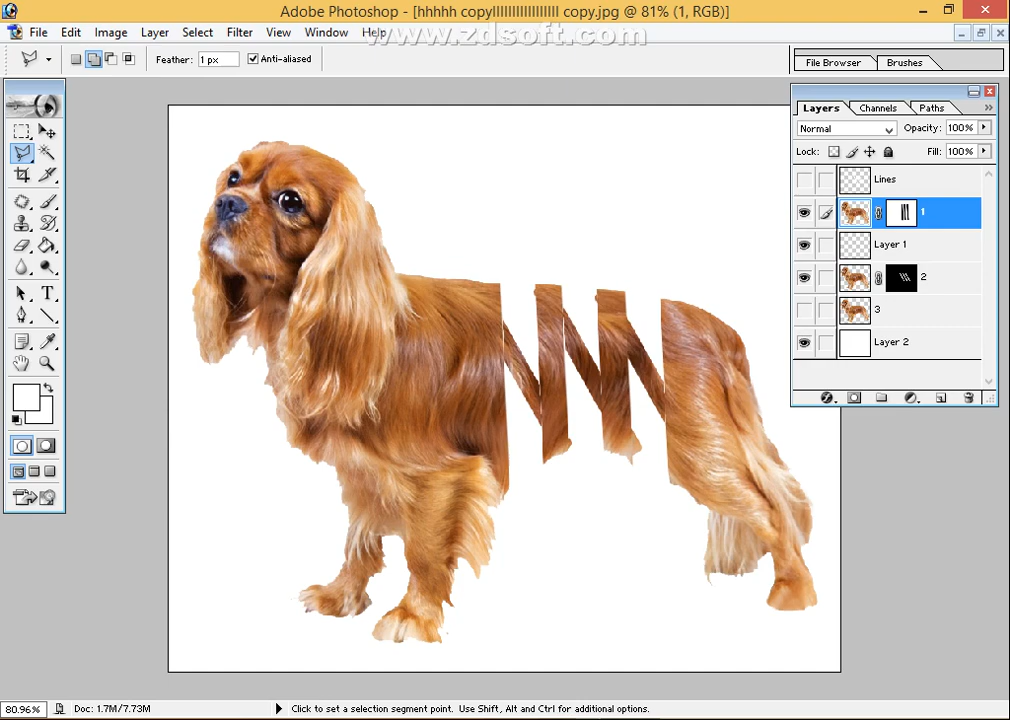 Adobe Photoshop - [hhhhh copyllllllllllllllll copy.jpg @ 81% (1, RGB)]
File Edit Image Layer Select Filter View Window Help
www.zdsoft.com
Feather: 1 px Anti-aliased
File Browser Brushes
Layers Channels Paths
Normal Opacity: 100%
Lock: Fill: 100%
Lines
1
Layer 1
2
3
Layer 2
T
80.96% Doc: 1.7M/7.73M Click to set a selection segment point. Use Shift, Alt and Ctrl for additional options.